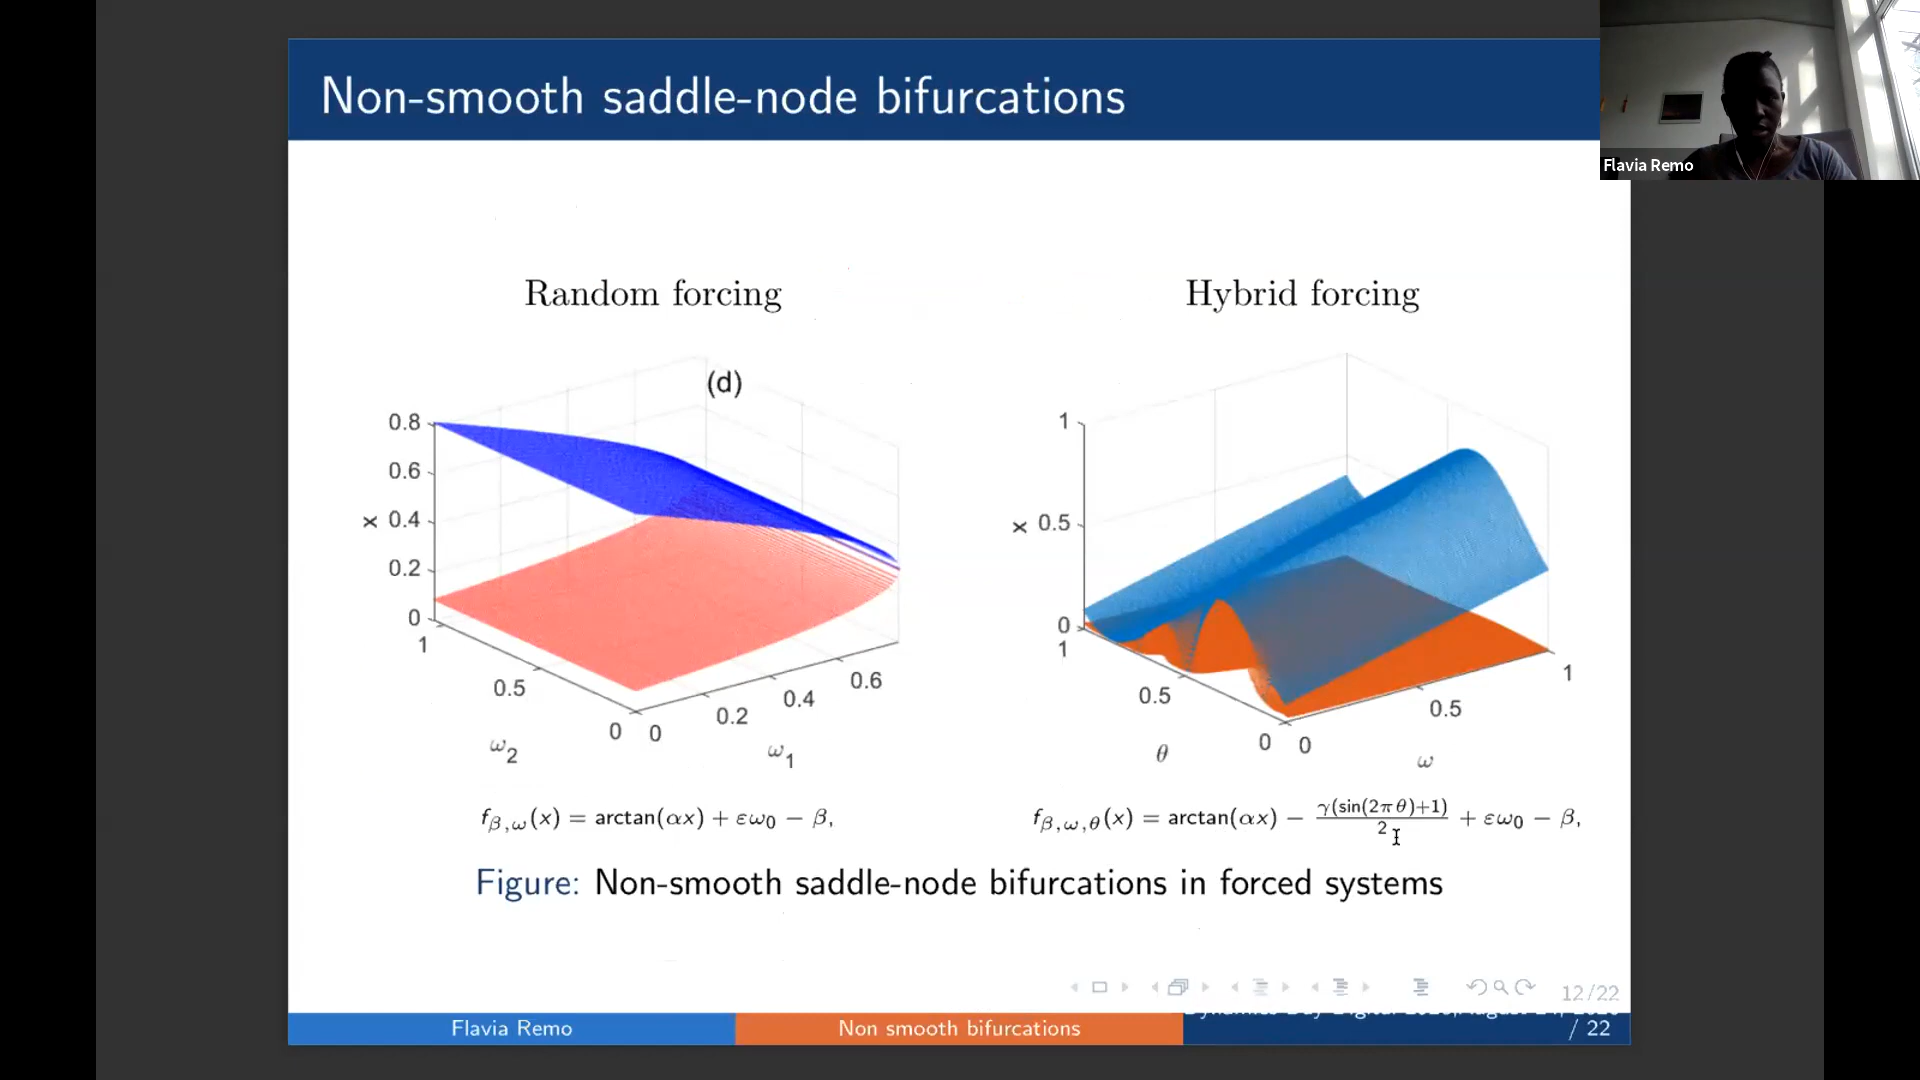 Non-smooth saddle-node bifurcations
Flavia Remo
Random forcing
Hybrid forcing
(d)
0.8
0.6
0.4
0.2
0
x
1
0.5
0
ω2
0
0.2
0.4
0.6
ω1
1
0.5
0
x
1
0.5
0
θ
0
0.5
1
ω
f_{β,ω}(x) = arctan(αx) + εω₀ − β,
f_{β,ω,θ}(x) = arctan(αx) − γ(sin(2πθ)+1)/2 + εω₀ − β,
Figure: Non-smooth saddle-node bifurcations in forced systems
12/22
Flavia Remo
Non smooth bifurcations
/ 22